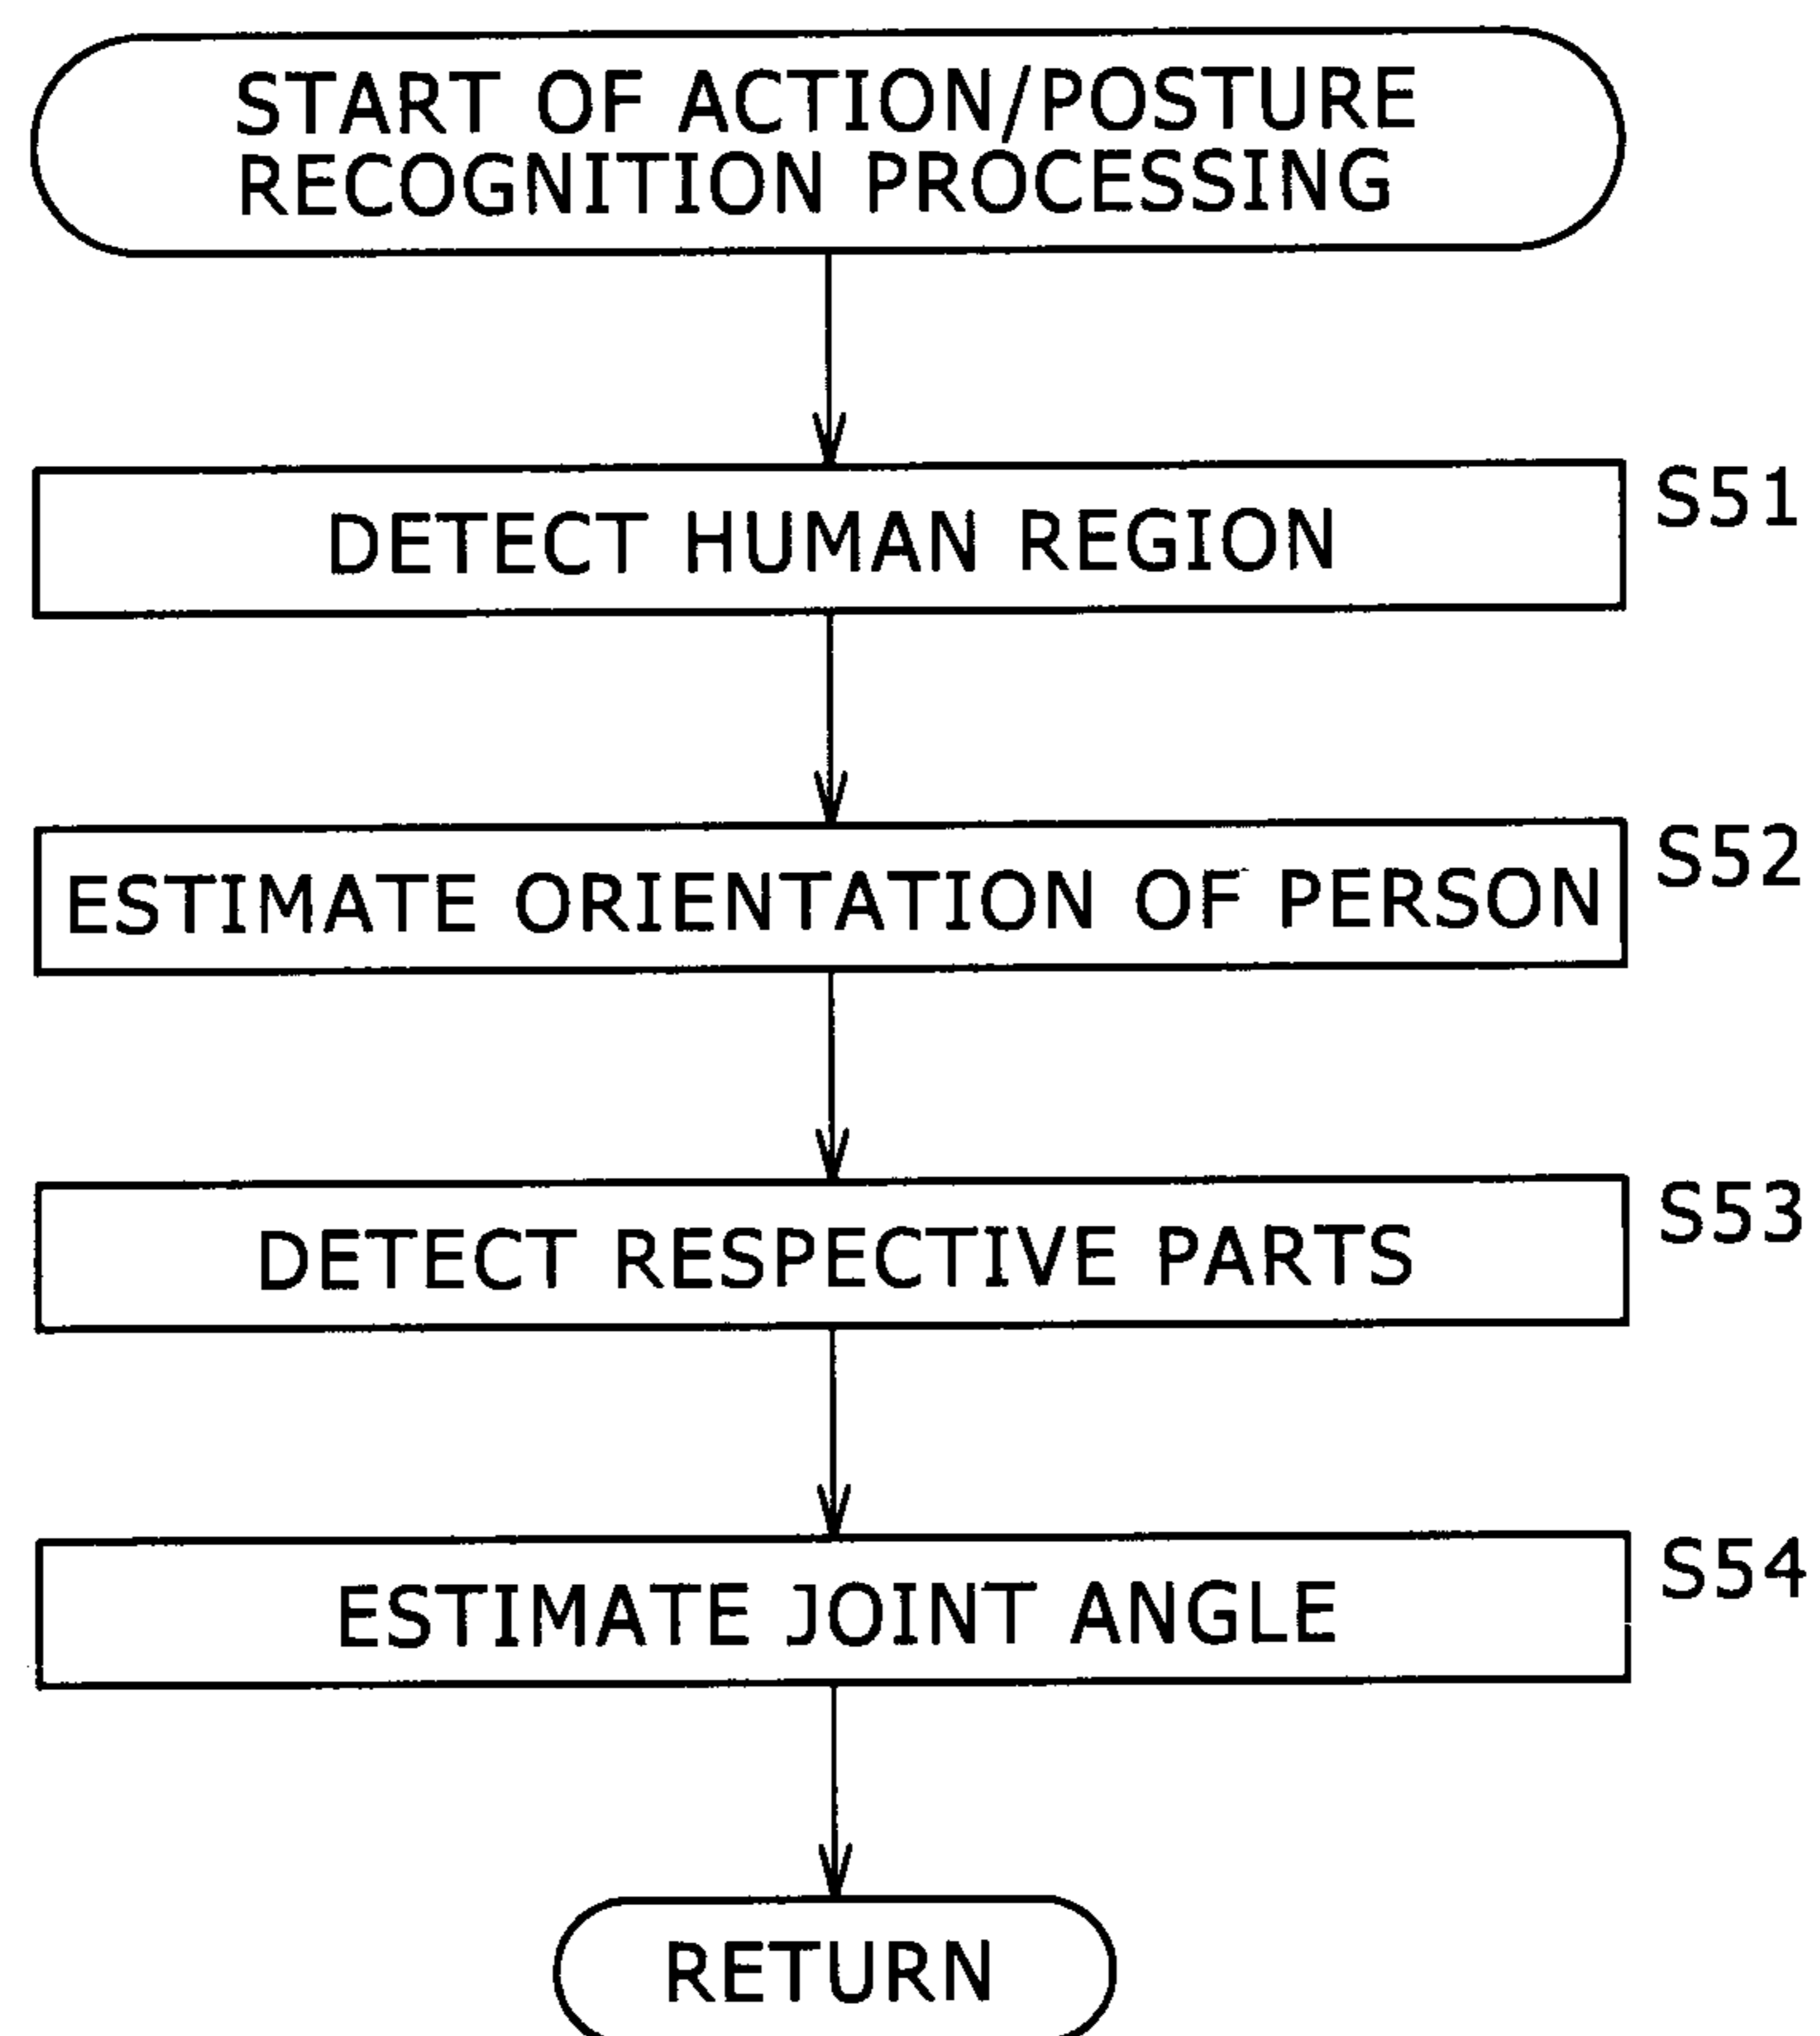 START OF ACTION/POSTURE
RECOGNITION PROCESSING
DETECT HUMAN REGION
S51
ESTIMATE ORIENTATION OF PERSON
S52
DETECT RESPECTIVE PARTS
S53
ESTIMATE JOINT ANGLE
S54
RETURN